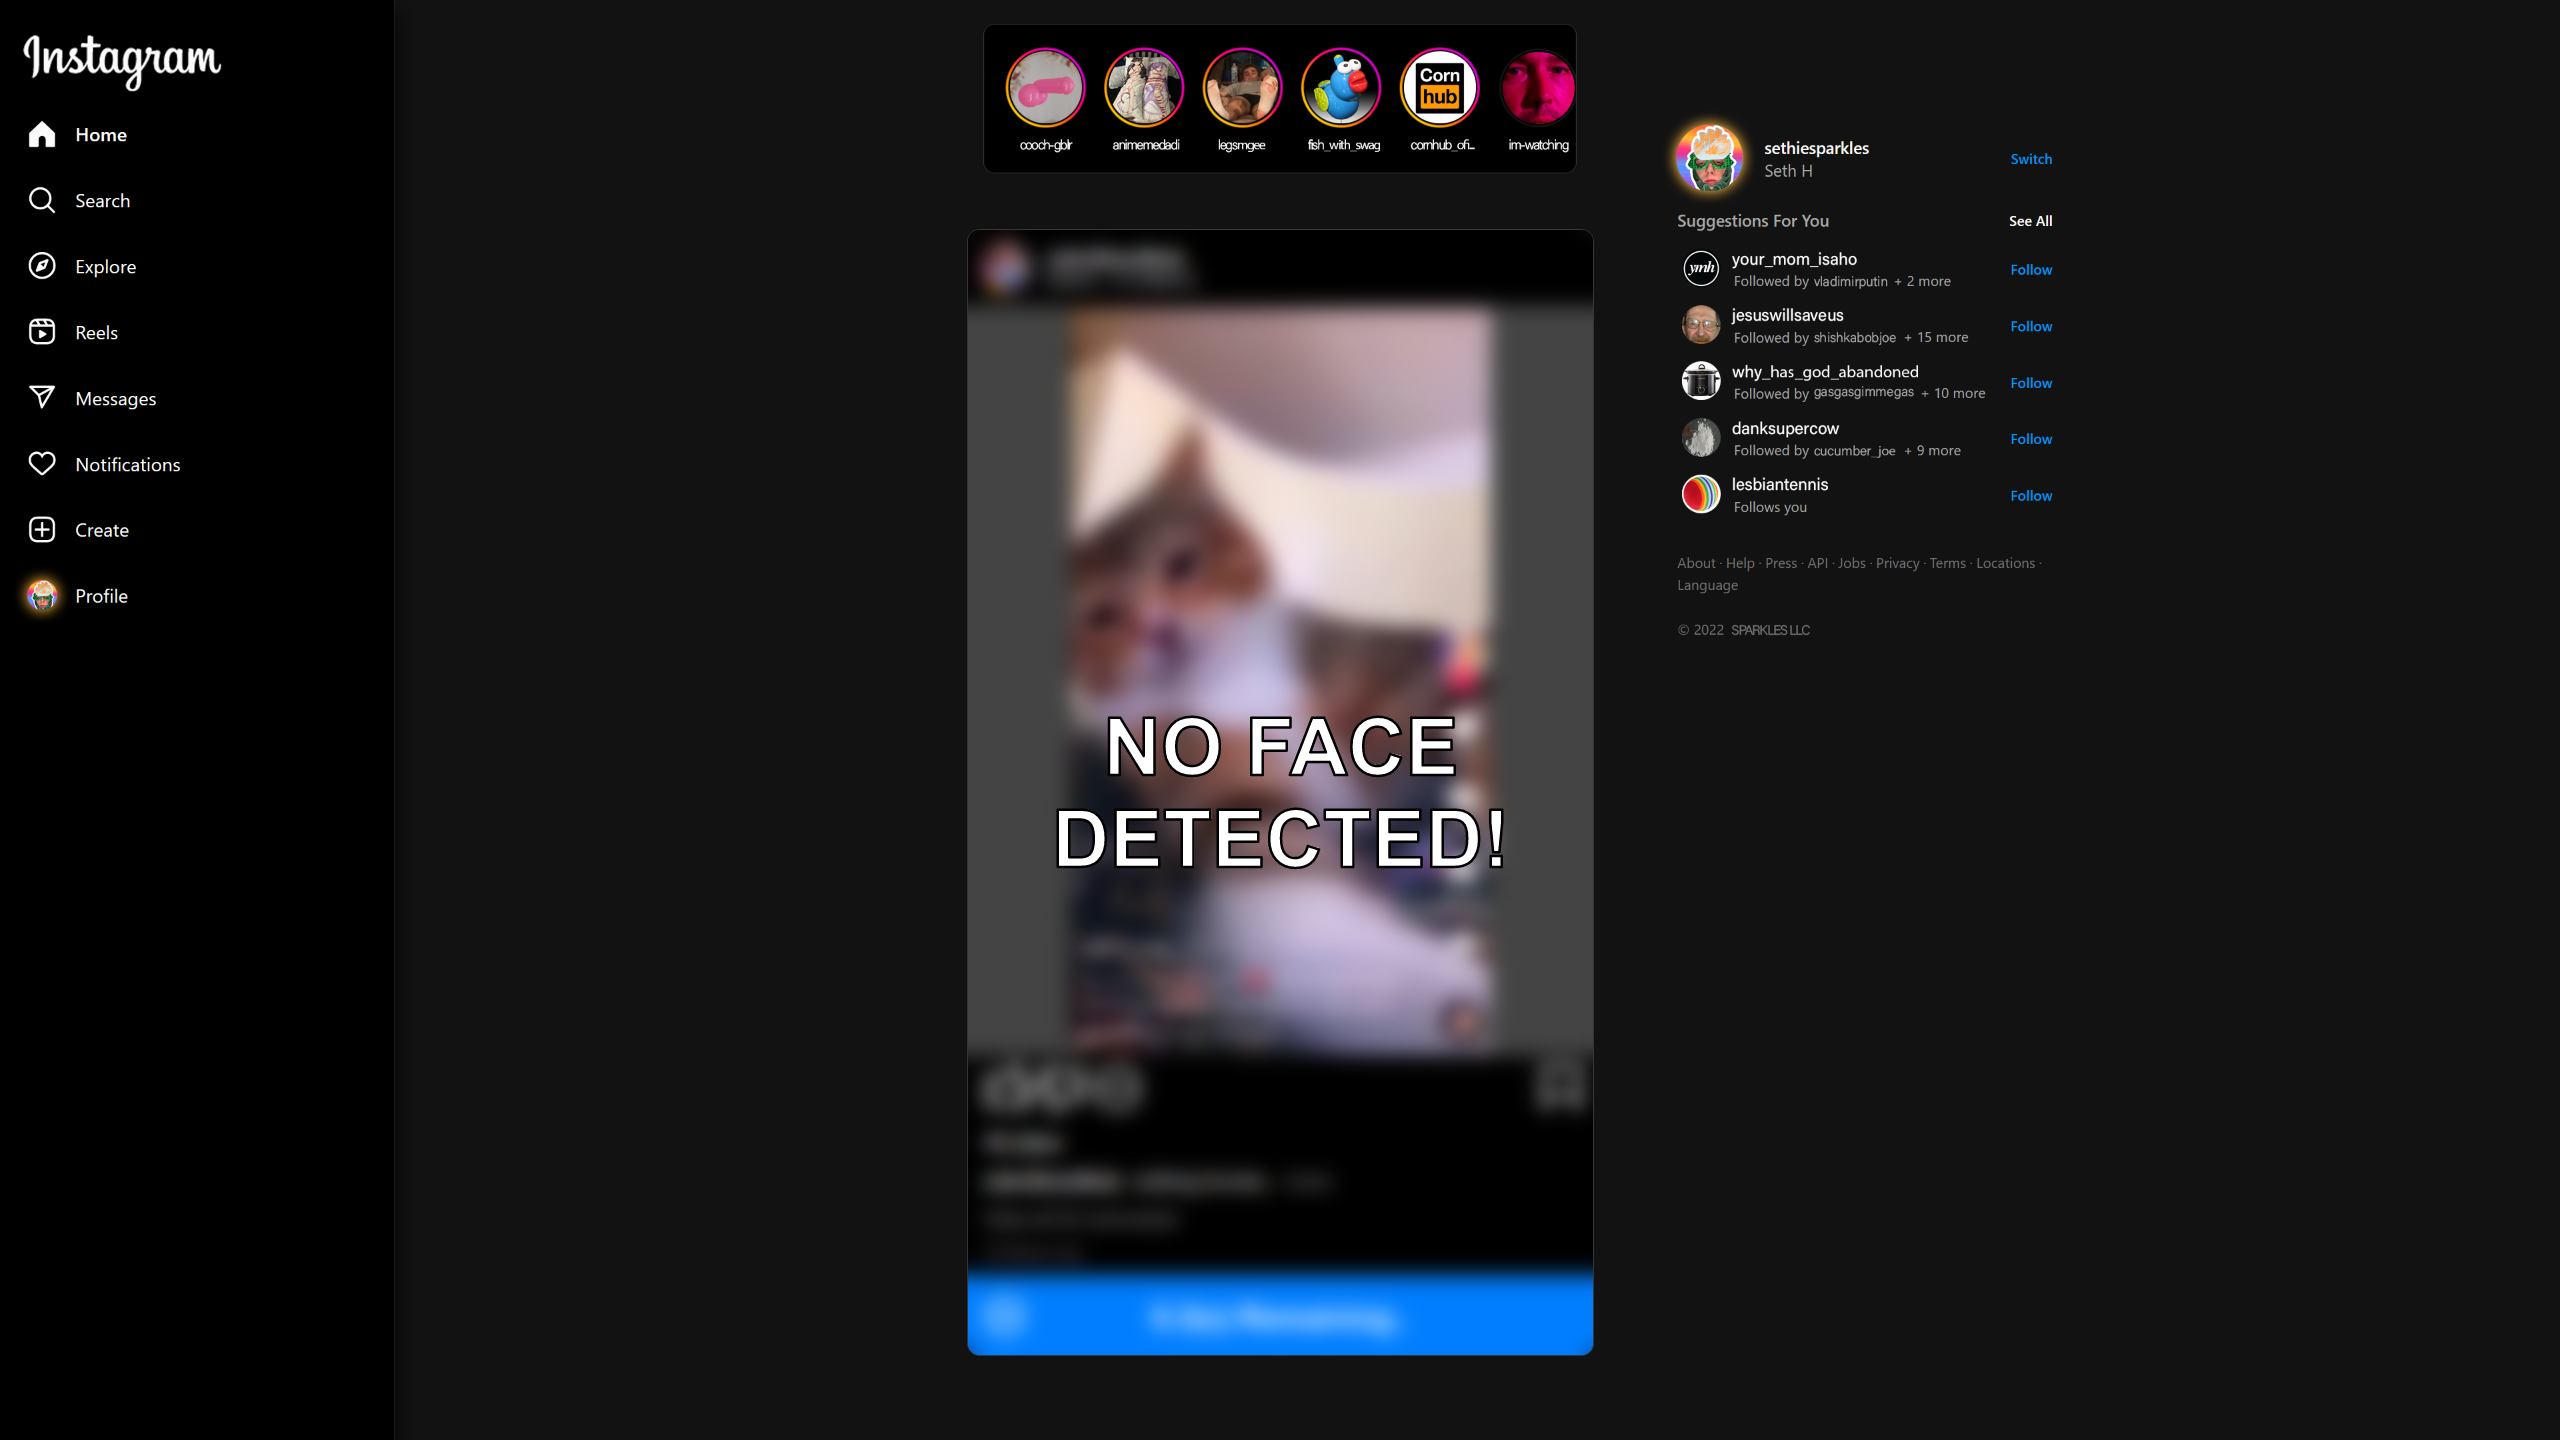 Instagram
Home
Search
Explore
Reels
Messages
Notifications
Create
Profile
Corn
hub
cooch-gblr
animemedadi
legsmgee
fish_with_swag
cornhub_ofi...
im-watching
NO FACE
DETECTED!
sethiesparkles
Seth H
Switch
Suggestions For You
See All
ymh
your_mom_isaho
Followed by vladimirputin + 2 more
Follow
jesuswillsaveus
Followed by shishkabobjoe + 15 more
Follow
why_has_god_abandoned
Followed by gasgasgimmegas + 10 more
Follow
danksupercow
Followed by cucumber_joe + 9 more
Follow
lesbiantennis
Follows you
Follow
About · Help · Press · API · Jobs · Privacy · Terms · Locations ·
Language
© 2022 SPARKLES LLC